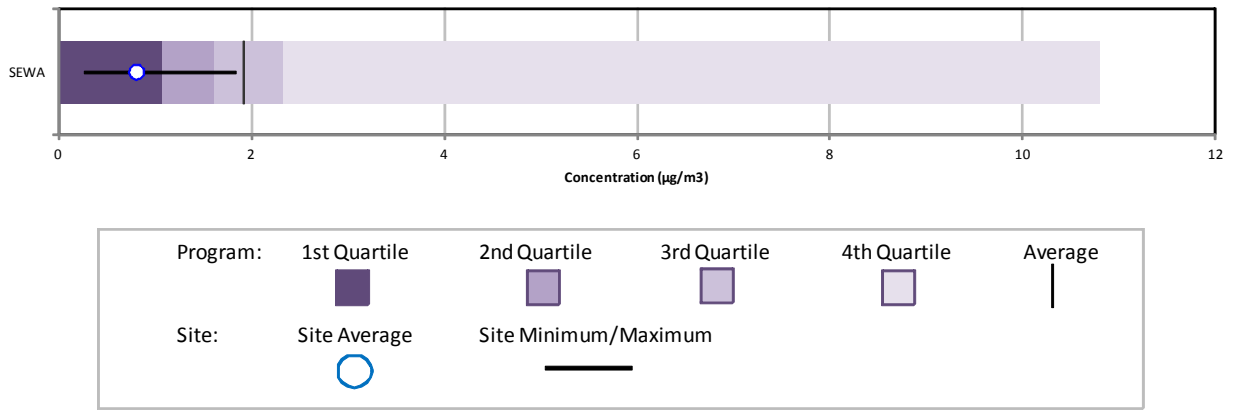 SEWA
0 2 4 6 8 10 12
Concentration (µg/m3)
Program: 1st Quartile 2nd Quartile 3rd Quartile 4th Quartile Average
Site: Site Average Site Minimum/Maximum